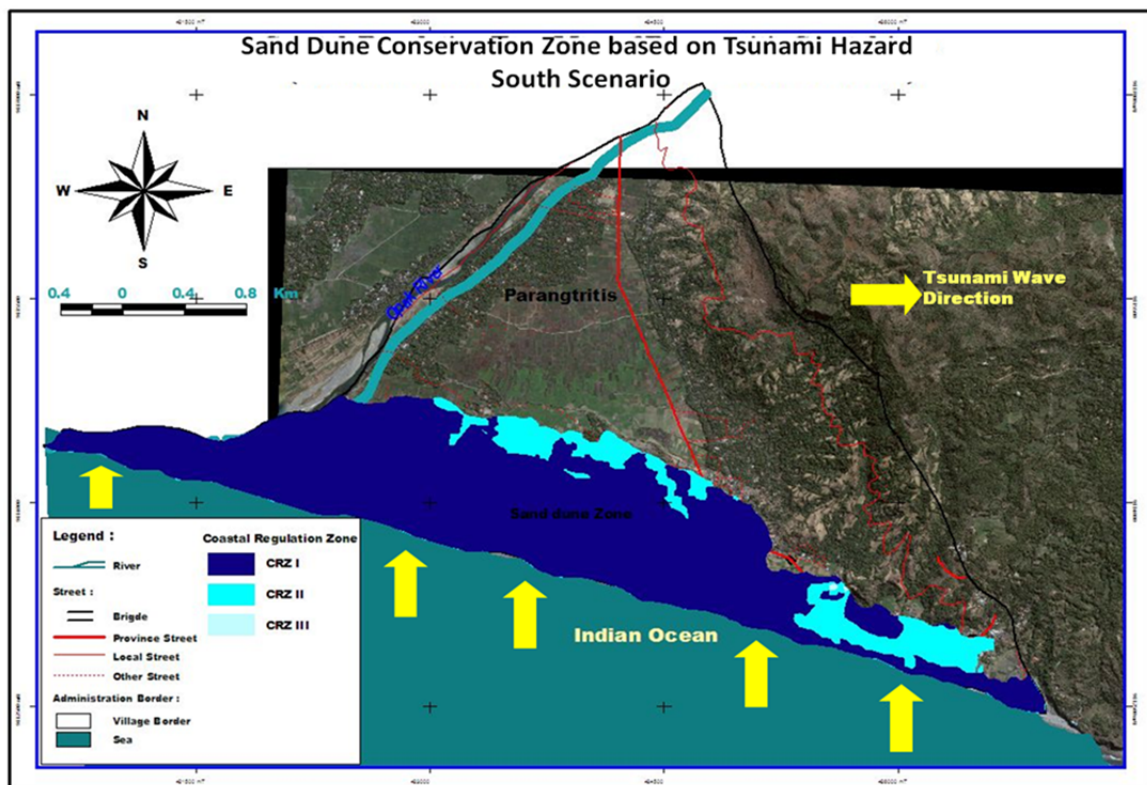 Sand Dune Conservation Zone based on Tsunami Hazard
South Scenario
N
W
E
S
0.4 0 0.4 0.8 Km
Opak River
Parangtritis
Tsunami Wave
Direction
Sand dune Zone
Indian Ocean
Legend :
River
Street :
Brigde
Province Street
Local Street
Other Street
Administration Border :
Village Border
Sea
Coastal Regulation Zone
CRZ I
CRZ II
CRZ III